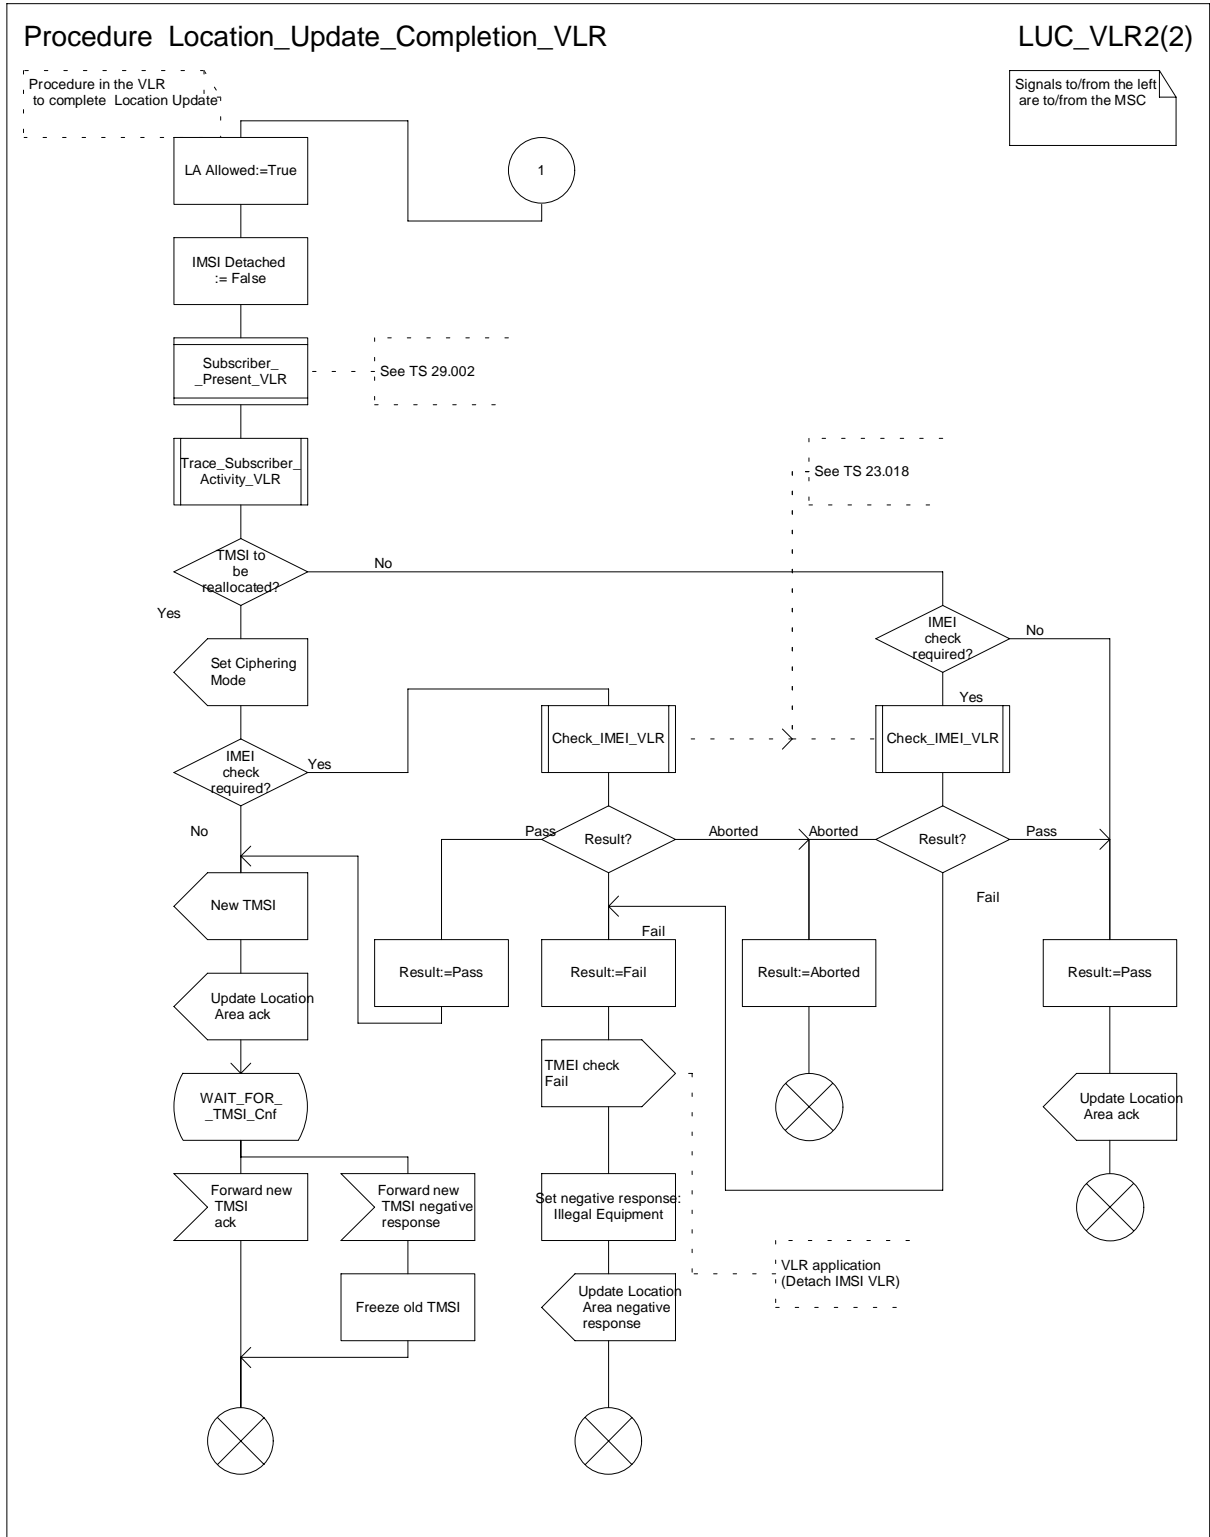 Procedure Location_Update_Completion_VLR
LUC_VLR2(2)
Procedure in the VLR
to complete Location Update
Signals to/from the left
are to/from the MSC
LA Allowed:=True
1
IMSI Detached
:= False
Subscriber_
_Present_VLR
See TS 29.002
Trace_Subscriber_
Activity_VLR
See TS 23.018
TMSI to
be
reallocated?
No
Yes
IMEI
check
required?
No
Set Ciphering
Mode
Yes
Check_IMEI_VLR
Check_IMEI_VLR
IMEI
check
required?
Yes
No
Pass
Result?
Aborted
Aborted
Result?
Pass
Fail
New TMSI
Fail
Result:=Pass
Result:=Fail
Result:=Aborted
Result:=Pass
Update Location
Area ack
TMEI check
Fail
WAIT_FOR_
_TMSI_Cnf
Update Location
Area ack
Forward new
TMSI
ack
Forward new
TMSI negative
response
Set negative response:
Illegal Equipment
VLR application
(Detach IMSI VLR)
Freeze old TMSI
Update Location
Area negative
response